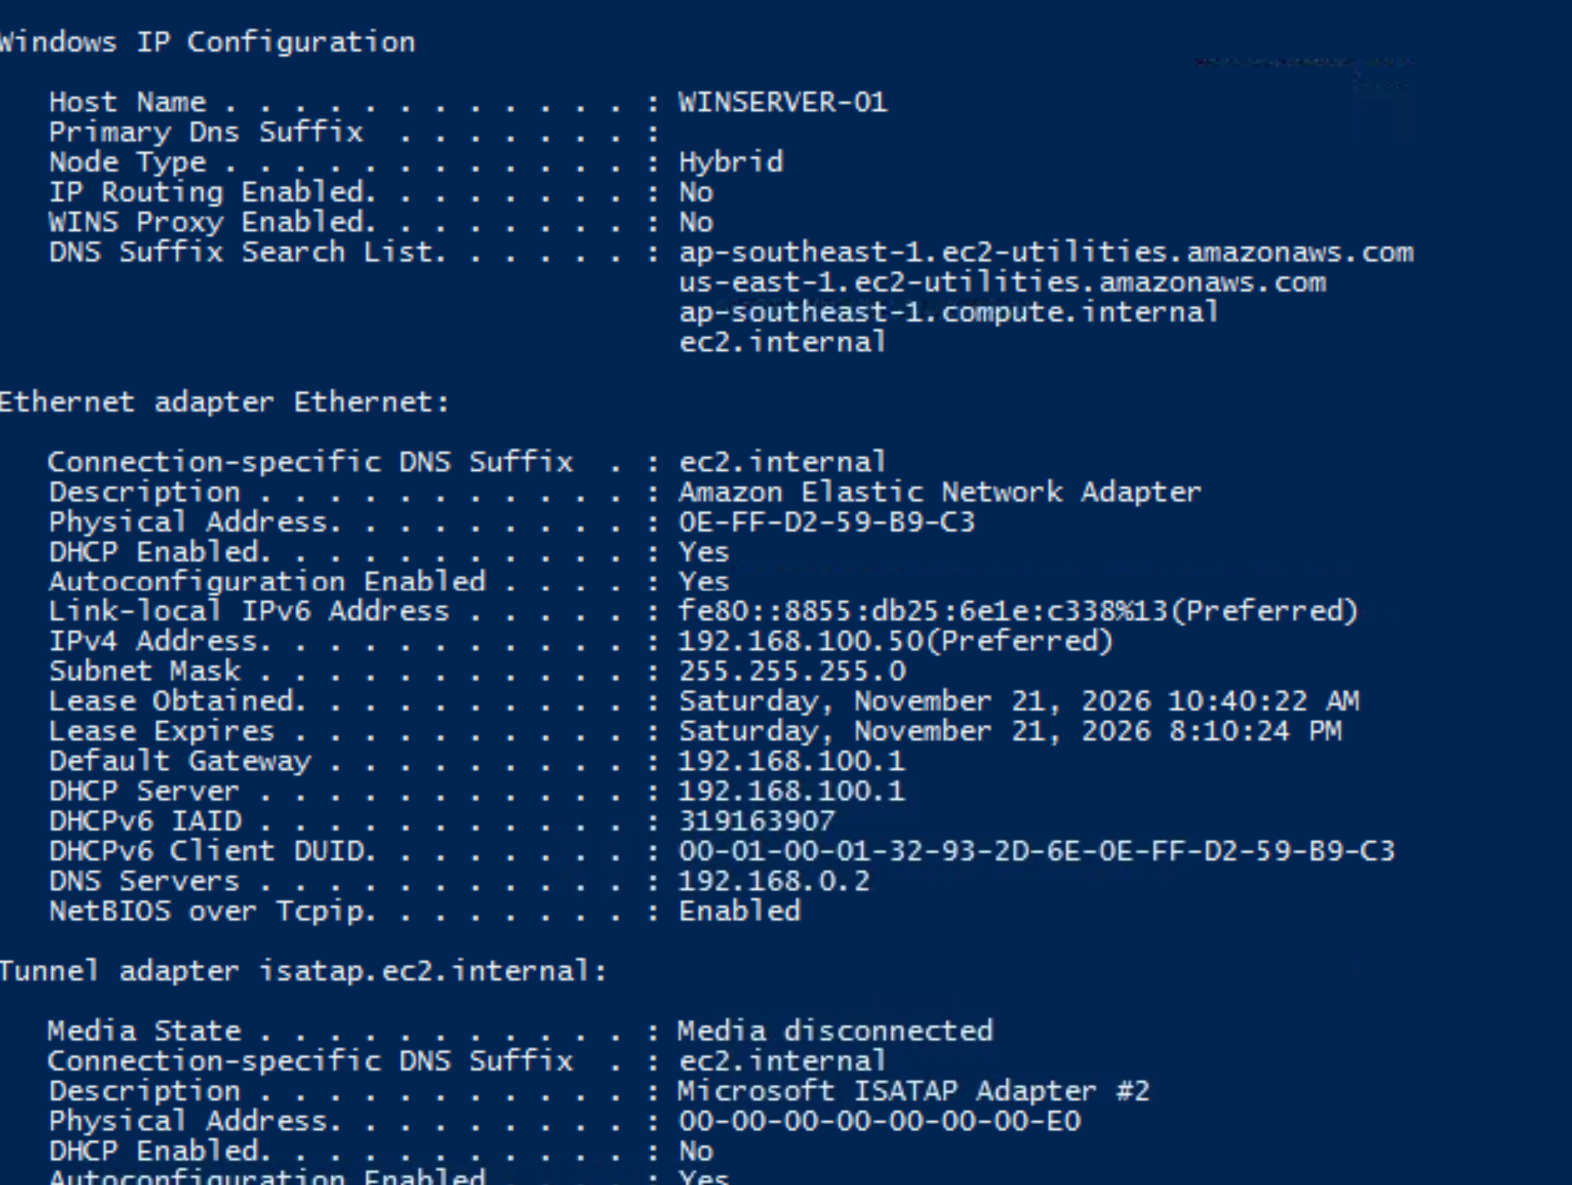 Windows IP Configuration
Host Name . . . . . . . . . . . . : WINSERVER-01
Primary Dns Suffix  . . . . . . . :
Node Type . . . . . . . . . . . . : Hybrid
IP Routing Enabled. . . . . . . . : No
WINS Proxy Enabled. . . . . . . . : No
DNS Suffix Search List. . . . . . : ap-southeast-1.ec2-utilities.amazonaws.com
us-east-1.ec2-utilities.amazonaws.com
ap-southeast-1.compute.internal
ec2.internal
Ethernet adapter Ethernet:
Connection-specific DNS Suffix  . : ec2.internal
Description . . . . . . . . . . . : Amazon Elastic Network Adapter
Physical Address. . . . . . . . . : 0E-FF-D2-59-B9-C3
DHCP Enabled. . . . . . . . . . . : Yes
Autoconfiguration Enabled . . . . : Yes
Link-local IPv6 Address . . . . . : fe80::8855:db25:6e1e:c338%13(Preferred)
IPv4 Address. . . . . . . . . . . : 192.168.100.50(Preferred)
Subnet Mask . . . . . . . . . . . : 255.255.255.0
Lease Obtained. . . . . . . . . . : Saturday, November 21, 2026 10:40:22 AM
Lease Expires . . . . . . . . . . : Saturday, November 21, 2026 8:10:24 PM
Default Gateway . . . . . . . . . : 192.168.100.1
DHCP Server . . . . . . . . . . . : 192.168.100.1
DHCPv6 IAID . . . . . . . . . . . : 319163907
DHCPv6 Client DUID. . . . . . . . : 00-01-00-01-32-93-2D-6E-0E-FF-D2-59-B9-C3
DNS Servers . . . . . . . . . . . : 192.168.0.2
NetBIOS over Tcpip. . . . . . . . : Enabled
Tunnel adapter isatap.ec2.internal:
Media State . . . . . . . . . . . : Media disconnected
Connection-specific DNS Suffix  . : ec2.internal
Description . . . . . . . . . . . : Microsoft ISATAP Adapter #2
Physical Address. . . . . . . . . : 00-00-00-00-00-00-00-E0
DHCP Enabled. . . . . . . . . . . : No
Autoconfiguration Enabled . . . . : Yes